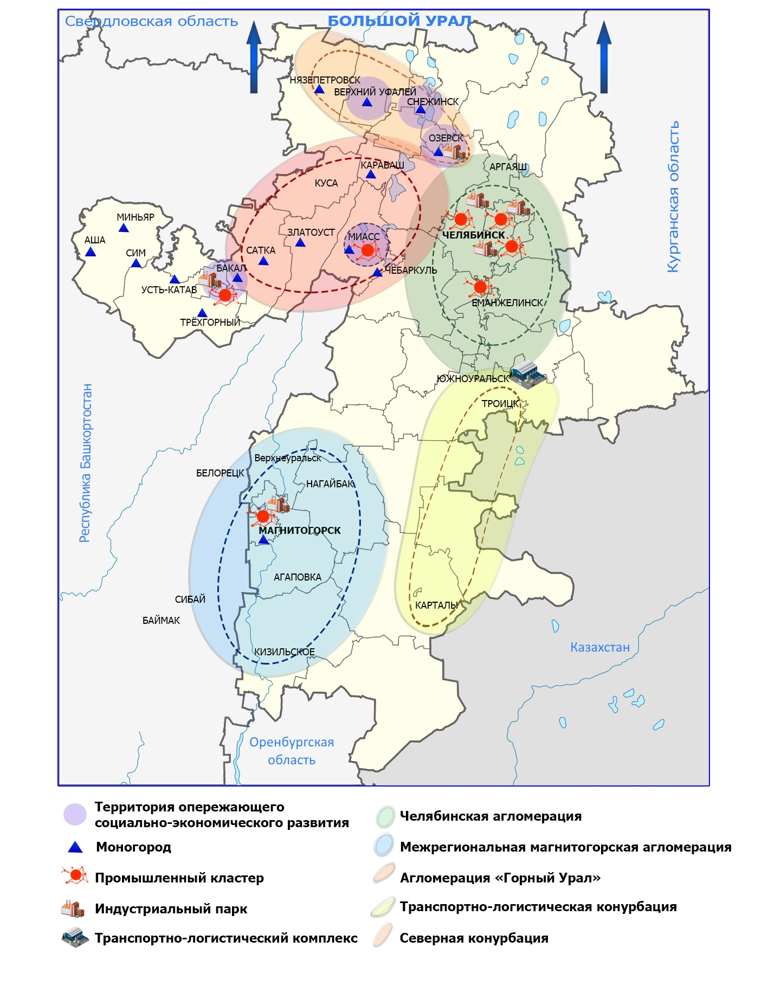 Свердловская область
БОЛЬШОЙ УРАЛ
НЯЗЕПЕТРОВСК
ВЕРХНИЙ УФАЛЕЙ
СНЕЖИНСК
ОЗЕРСК
КАРАБАШ
АРГАЯШ
КУСА
Курганская область
МИНЬЯР
АША
ЗЛАТОУСТ
МИАСС
ЧЕЛЯБИНСК
СИМ
САТКА
БАКАЛ
ЧЕБАРКУЛЬ
УСТЬ-КАТАВ
ЕМАНЖЕЛИНСК
ТРЁХГОРНЫЙ
ЮЖНОУРАЛЬСК
ТРОИЦК
Республика Башкортостан
Верхнеуральск
БЕЛОРЕЦК
НАГАЙБАК
МАГНИТОГОРСК
АГАПОВКА
СИБАЙ
КАРТАЛЫ
БАЙМАК
Казахстан
КИЗИЛЬСКОЕ
Оренбургская
область
Территория опережающего
социально-экономического развития
Моногород
Промышленный кластер
Индустриальный парк
Транспортно-логистический комплекс
Челябинская агломерация
Межрегиональная магнитогорская агломерация
Агломерация «Горный Урал»
Транспортно-логистическая конурбация
Северная конурбация